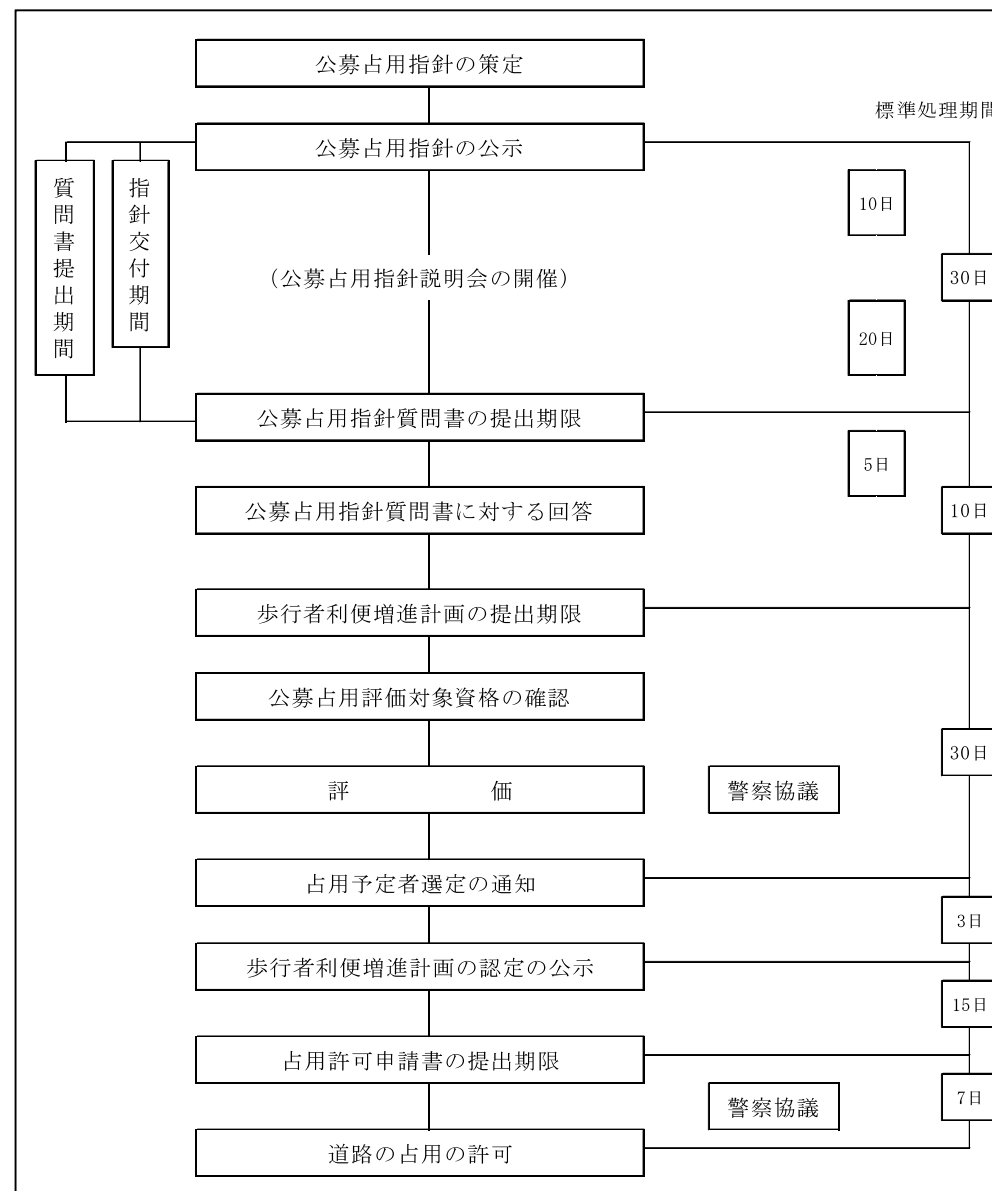 公募占用指針の策定
標準処理期間
公募占用指針の公示
質問書提出期間
指針交付期間
10日
（公募占用指針説明会の開催）
30日
20日
公募占用指針質問書の提出期限
5日
公募占用指針質問書に対する回答
10日
歩行者利便増進計画の提出期限
公募占用評価対象資格の確認
30日
評　　　価
警察協議
占用予定者選定の通知
3日
歩行者利便増進計画の認定の公示
15日
占用許可申請書の提出期限
7日
警察協議
道路の占用の許可